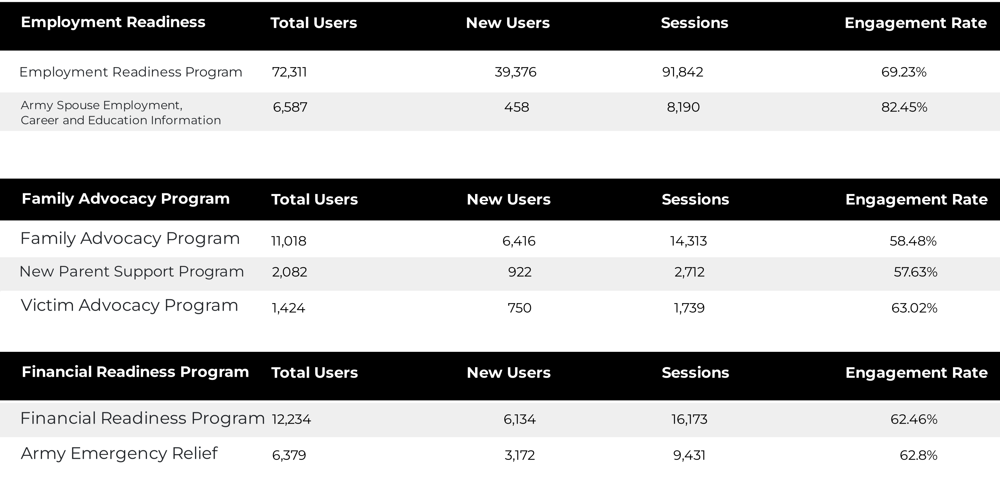 Employment Readiness Total Users New Users Sessions Engagement Rate
Employment Readiness Program 72,311 39,376 91,842 69.23%
Army Spouse Employment, 6,587 458 8,190 82.45%
Career and Education Information
Family Advocacy Program Total Users New Users Sessions Engagement Rate
Family Advocacy Program 11,018 6,416 14,313 58.48%
New Parent Support Program 2,082 922 2,712 57.63%
Victim Advocacy Program 1,424 750 1,739 63.02%
Financial Readiness Program Total Users New Users Sessions Engagement Rate
Financial Readiness Program 12,234 6,134 16,173 62.46%
Army Emergency Relief 6,379 3,172 9,431 62.8%